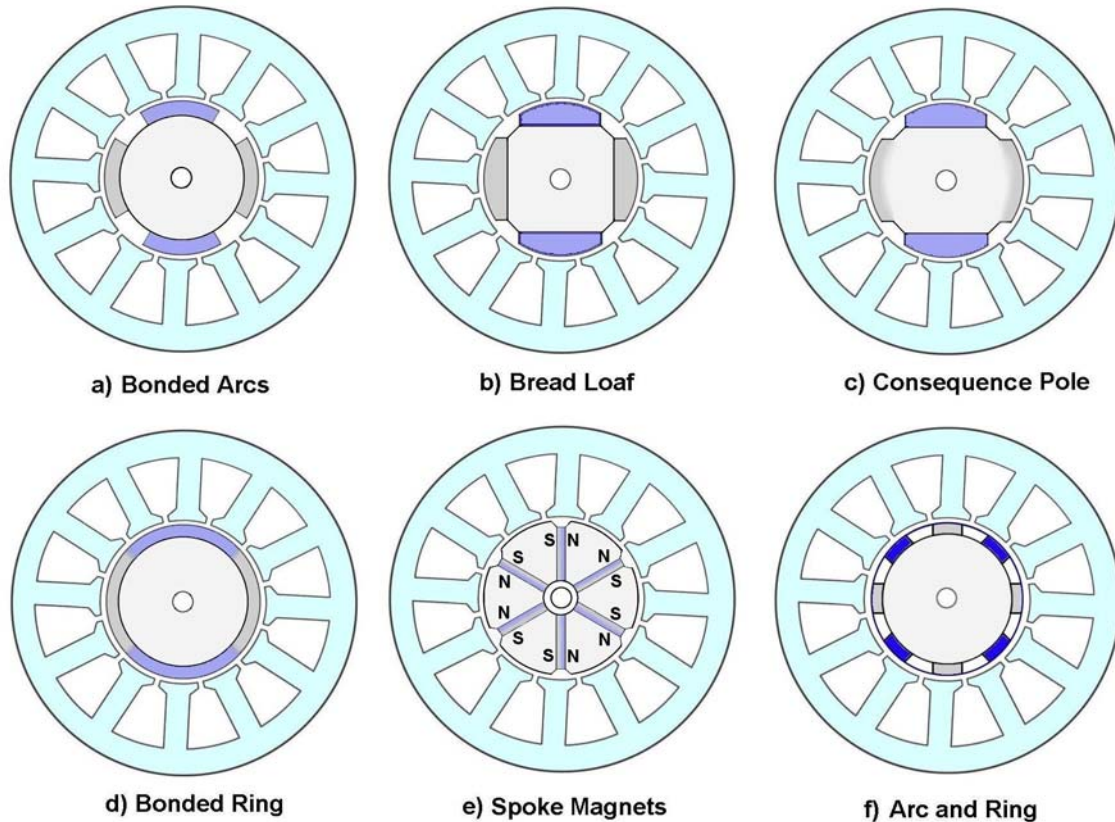 a) Bonded Arcs
b) Bread Loaf
c) Consequence Pole
S N
S N
N S
N S
S N
S N
d) Bonded Ring
e) Spoke Magnets
f) Arc and Ring